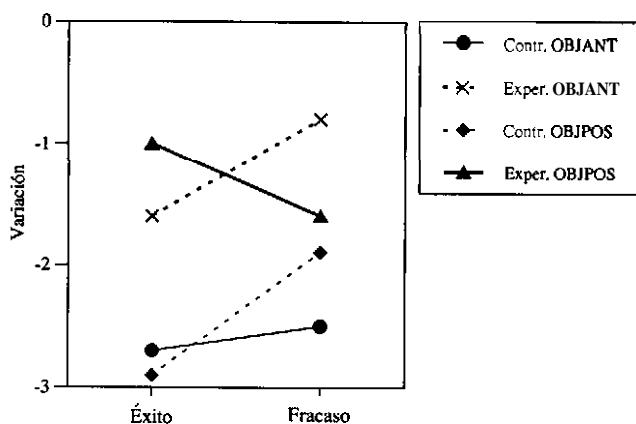 0
-1
-2
-3
Variación
Éxito
Fracaso
Contr. OBJANT
Exper. OBJANT
Contr. OBJPOS
Exper. OBJPOS